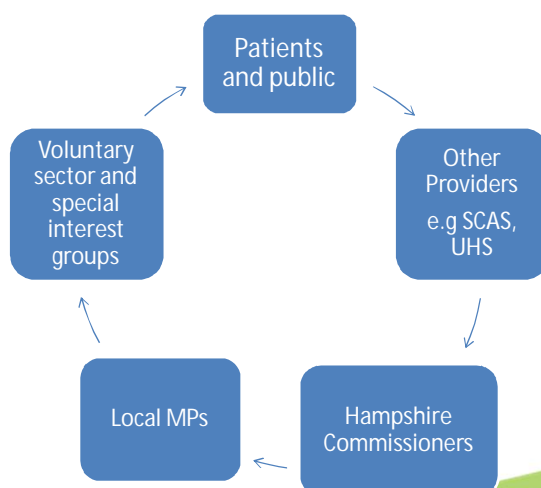 Patients
and public
Other
Providers
e.g SCAS,
UHS
Hampshire
Commissioners
Local MPs
Voluntary
sector and
special
interest
groups